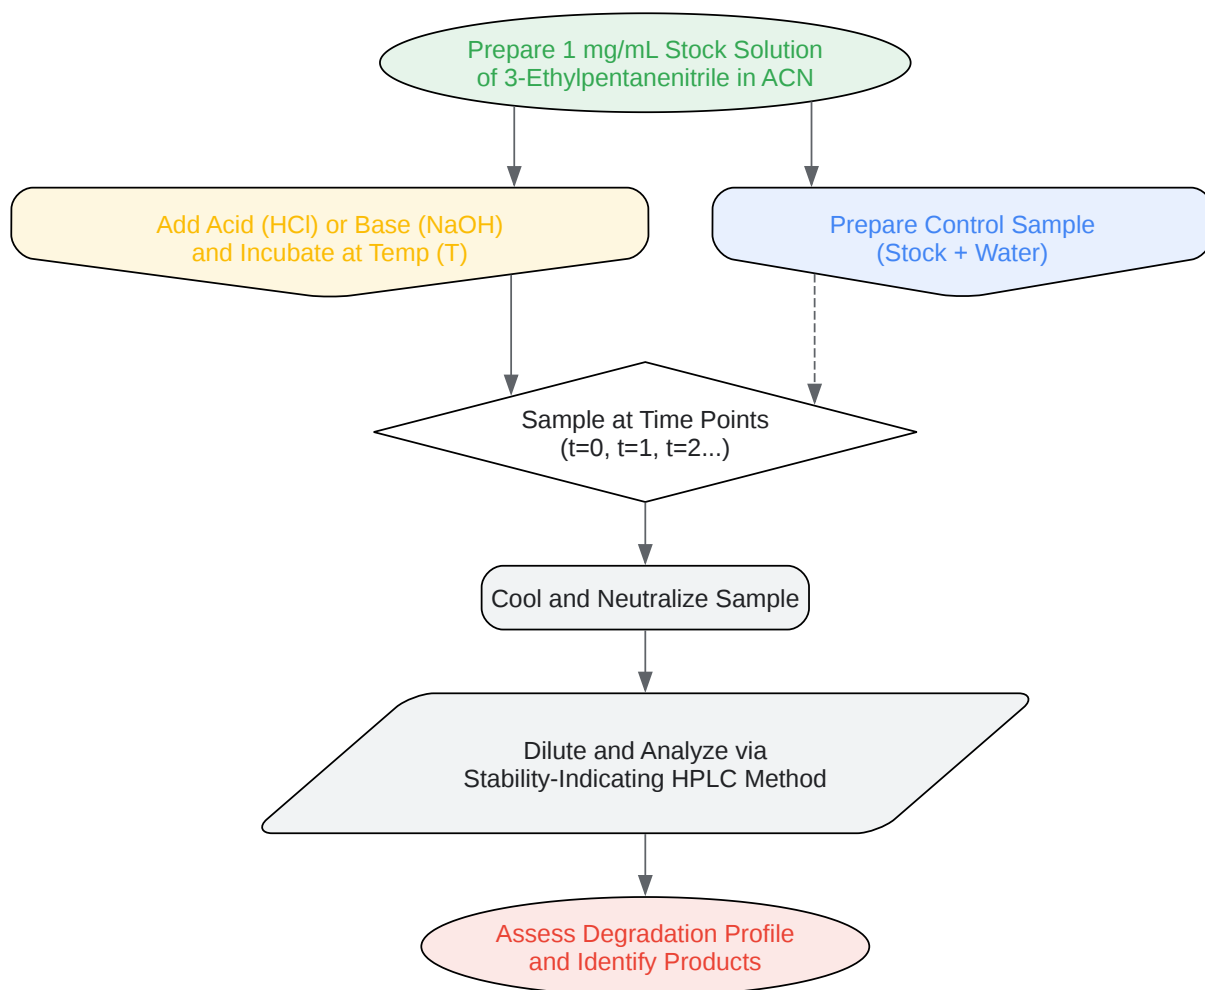 Prepare 1 mg/mL Stock Solution
of 3-Ethylpentanenitrile in ACN
Add Acid (HCl) or Base (NaOH)
and Incubate at Temp (T)
Prepare Control Sample
(Stock + Water)
Sample at Time Points
(t=0, t=1, t=2...)
Cool and Neutralize Sample
Dilute and Analyze via
Stability-Indicating HPLC Method
Assess Degradation Profile
and Identify Products